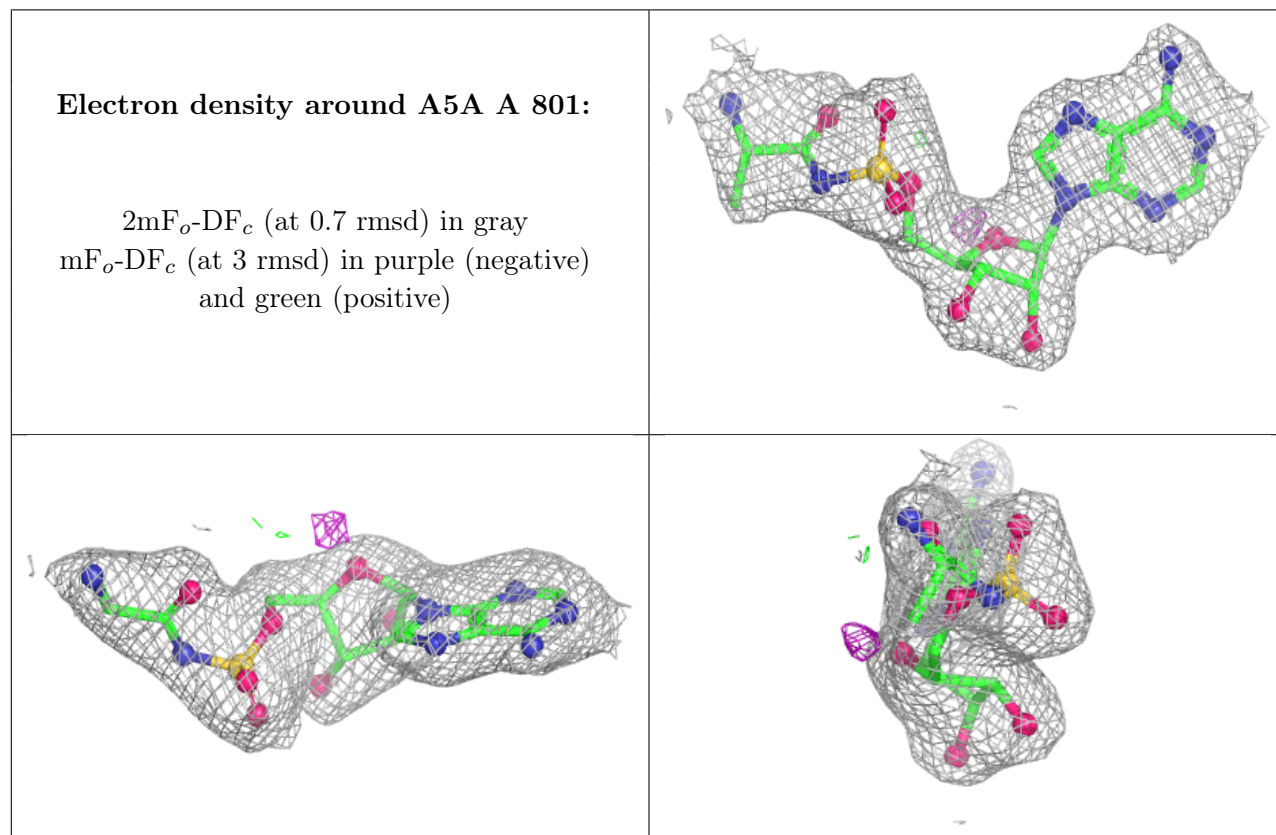 Electron density around A5A A 801:
2mFₒ-DF𝒸 (at 0.7 rmsd) in gray
mFₒ-DF𝒸 (at 3 rmsd) in purple (negative)
and green (positive)